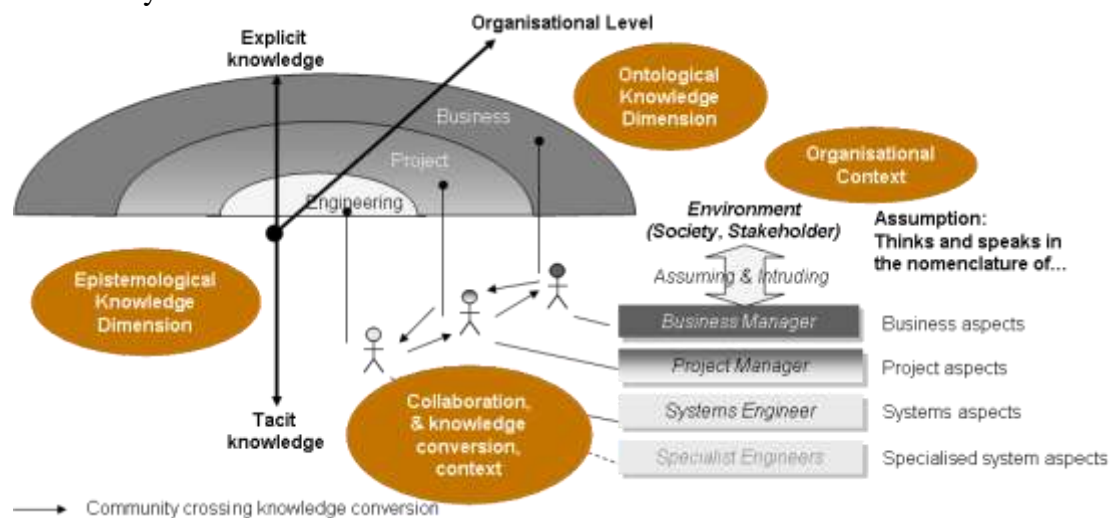 Organisational Level
Explicit
knowledge
Ontological
Knowledge
Dimension
Business
Project
Engineering
Organisational
Context
Environment
(Society, Stakeholder)
Assumption:
Thinks and speaks in
the nomenclature of...
Assuming & Intruding
Epistemological
Knowledge
Dimension
Business Manager
Business aspects
Project Manager
Project aspects
Systems Engineer
Systems aspects
Specialist Engineers
Specialised system aspects
Collaboration,
& knowledge
conversion,
context
Tacit
knowledge
Community crossing knowledge conversion